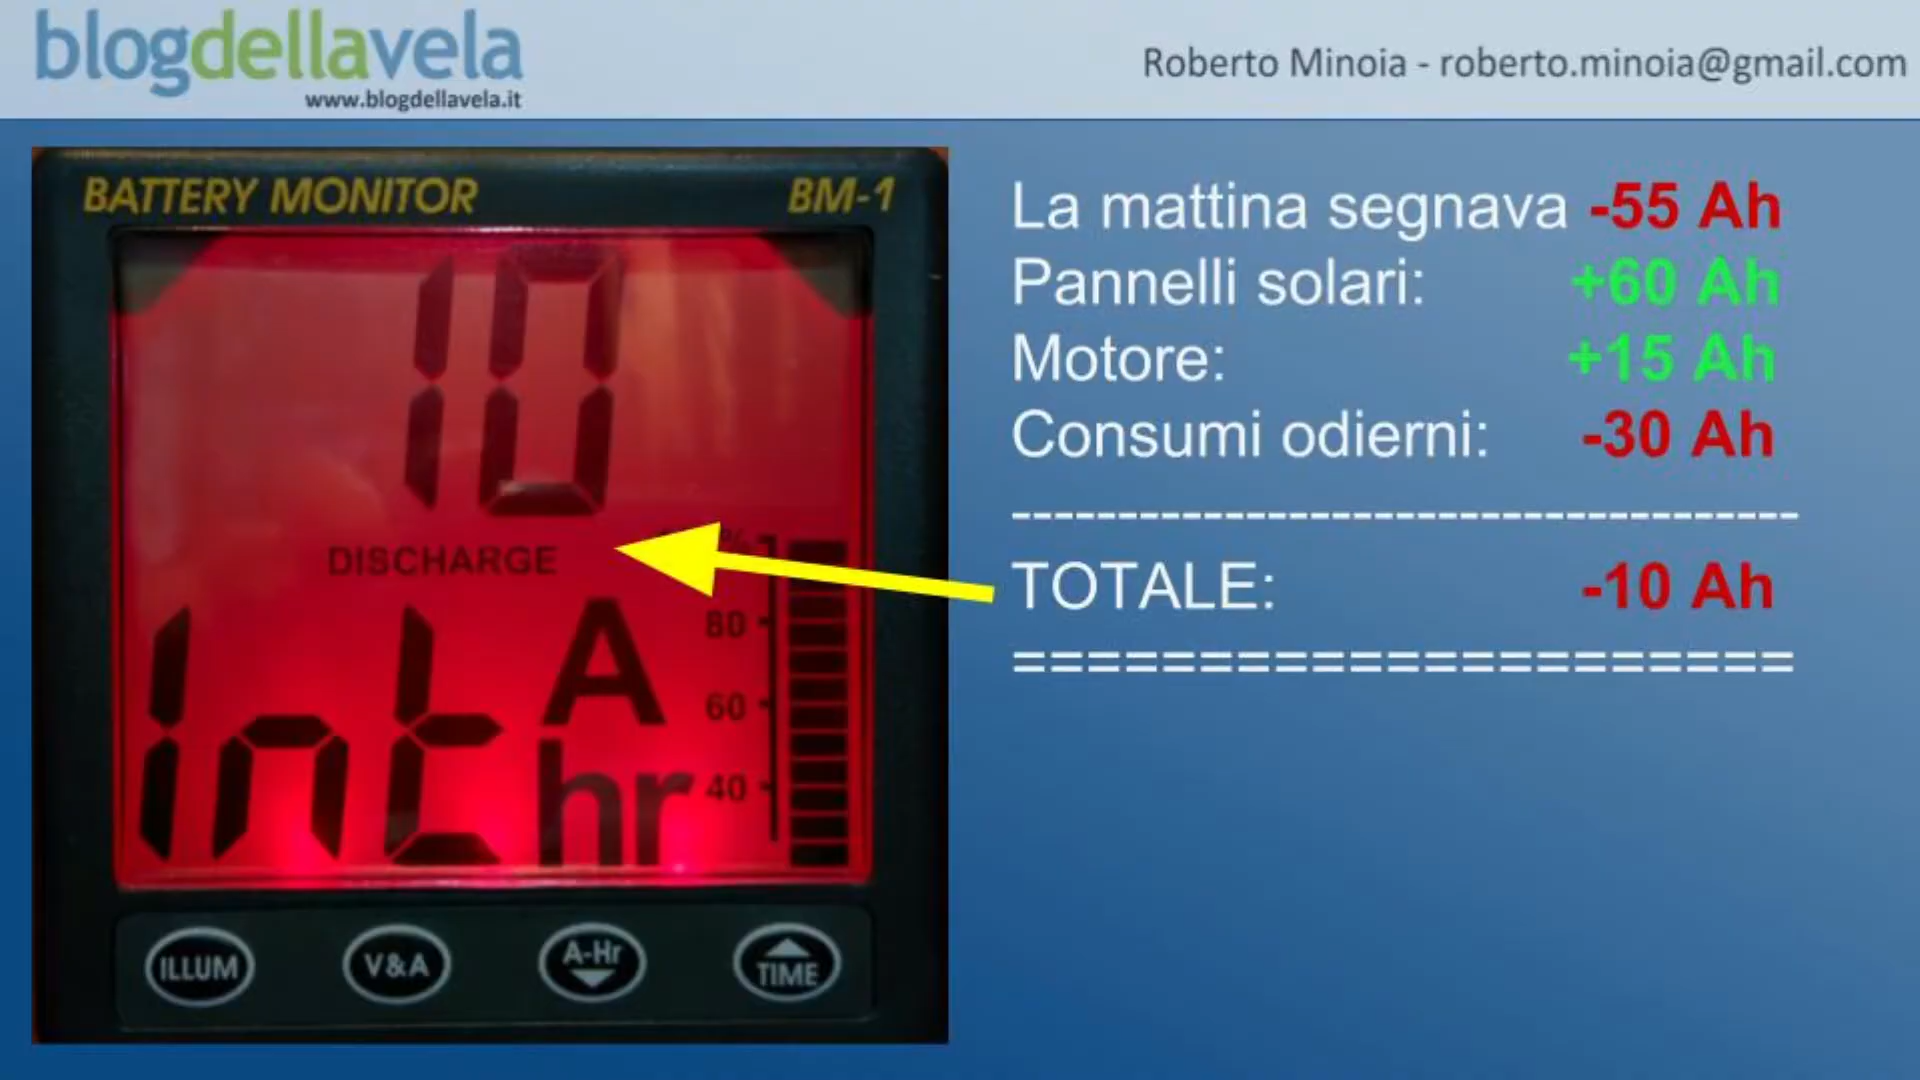 blogdellavela
www.blogdellavela.it
Roberto Minoia - roberto.minoia@gmail.com
BATTERY MONITOR BM-1
10
DISCHARGE
Int A hr
80
60
40
ILLUM V&A A-Hr TIME
La mattina segnava -55 Ah
Pannelli solari: +60 Ah
Motore: +15 Ah
Consumi odierni: -30 Ah
-------------------------------------
TOTALE: -10 Ah
=====================